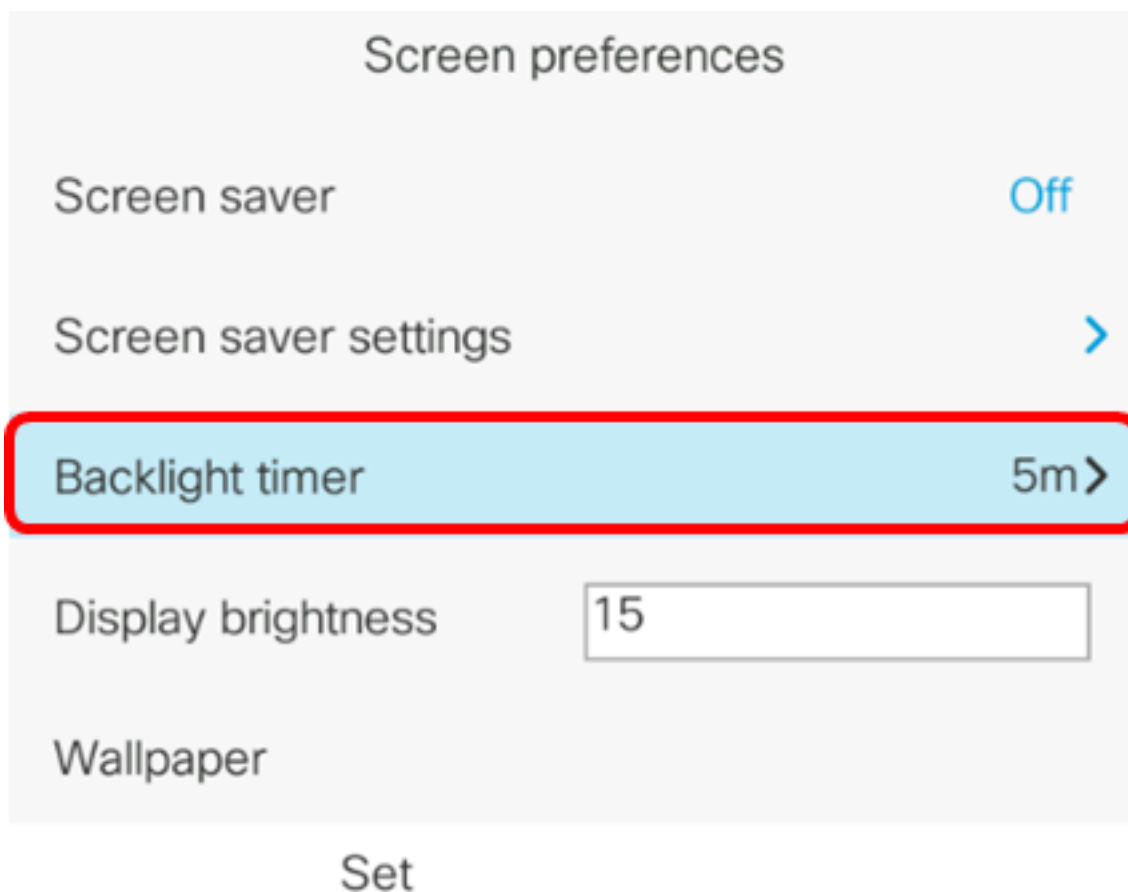 Screen preferences
Screen saver Off
Screen saver settings
Backlight timer 5m
Display brightness 15
Wallpaper
Set